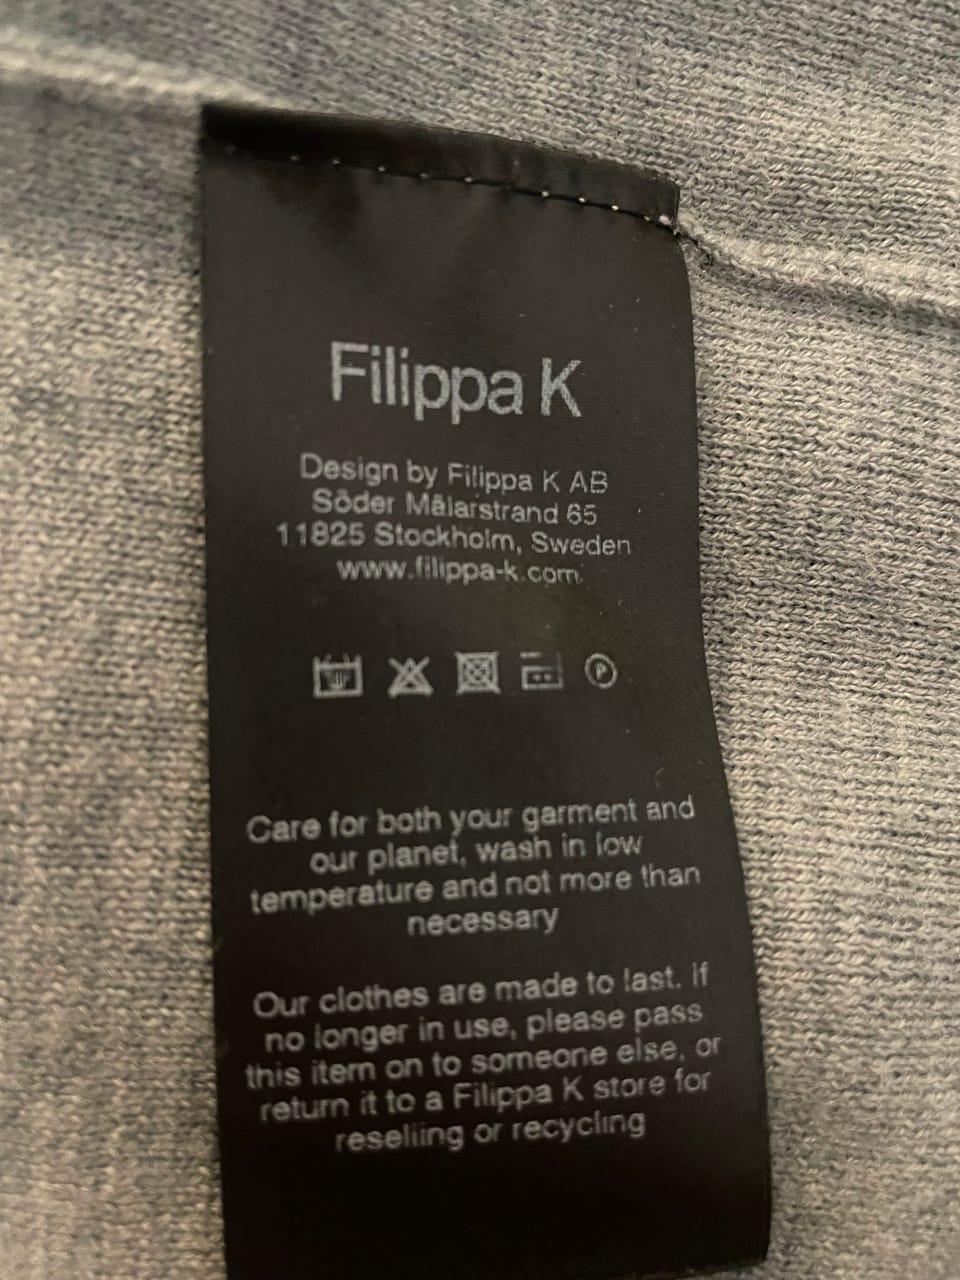 Filippa K
Design by Filippa K AB
Söder Mälarstrand 65
11825 Stockholm, Sweden
www.filippa-k.com
P
Care for both your garment and
our planet, wash in low
temperature and not more than
necessary
Our clothes are made to last. If
no longer in use, please pass
this item on to someone else, or
return it to a Filippa K store for
reselling or recycling